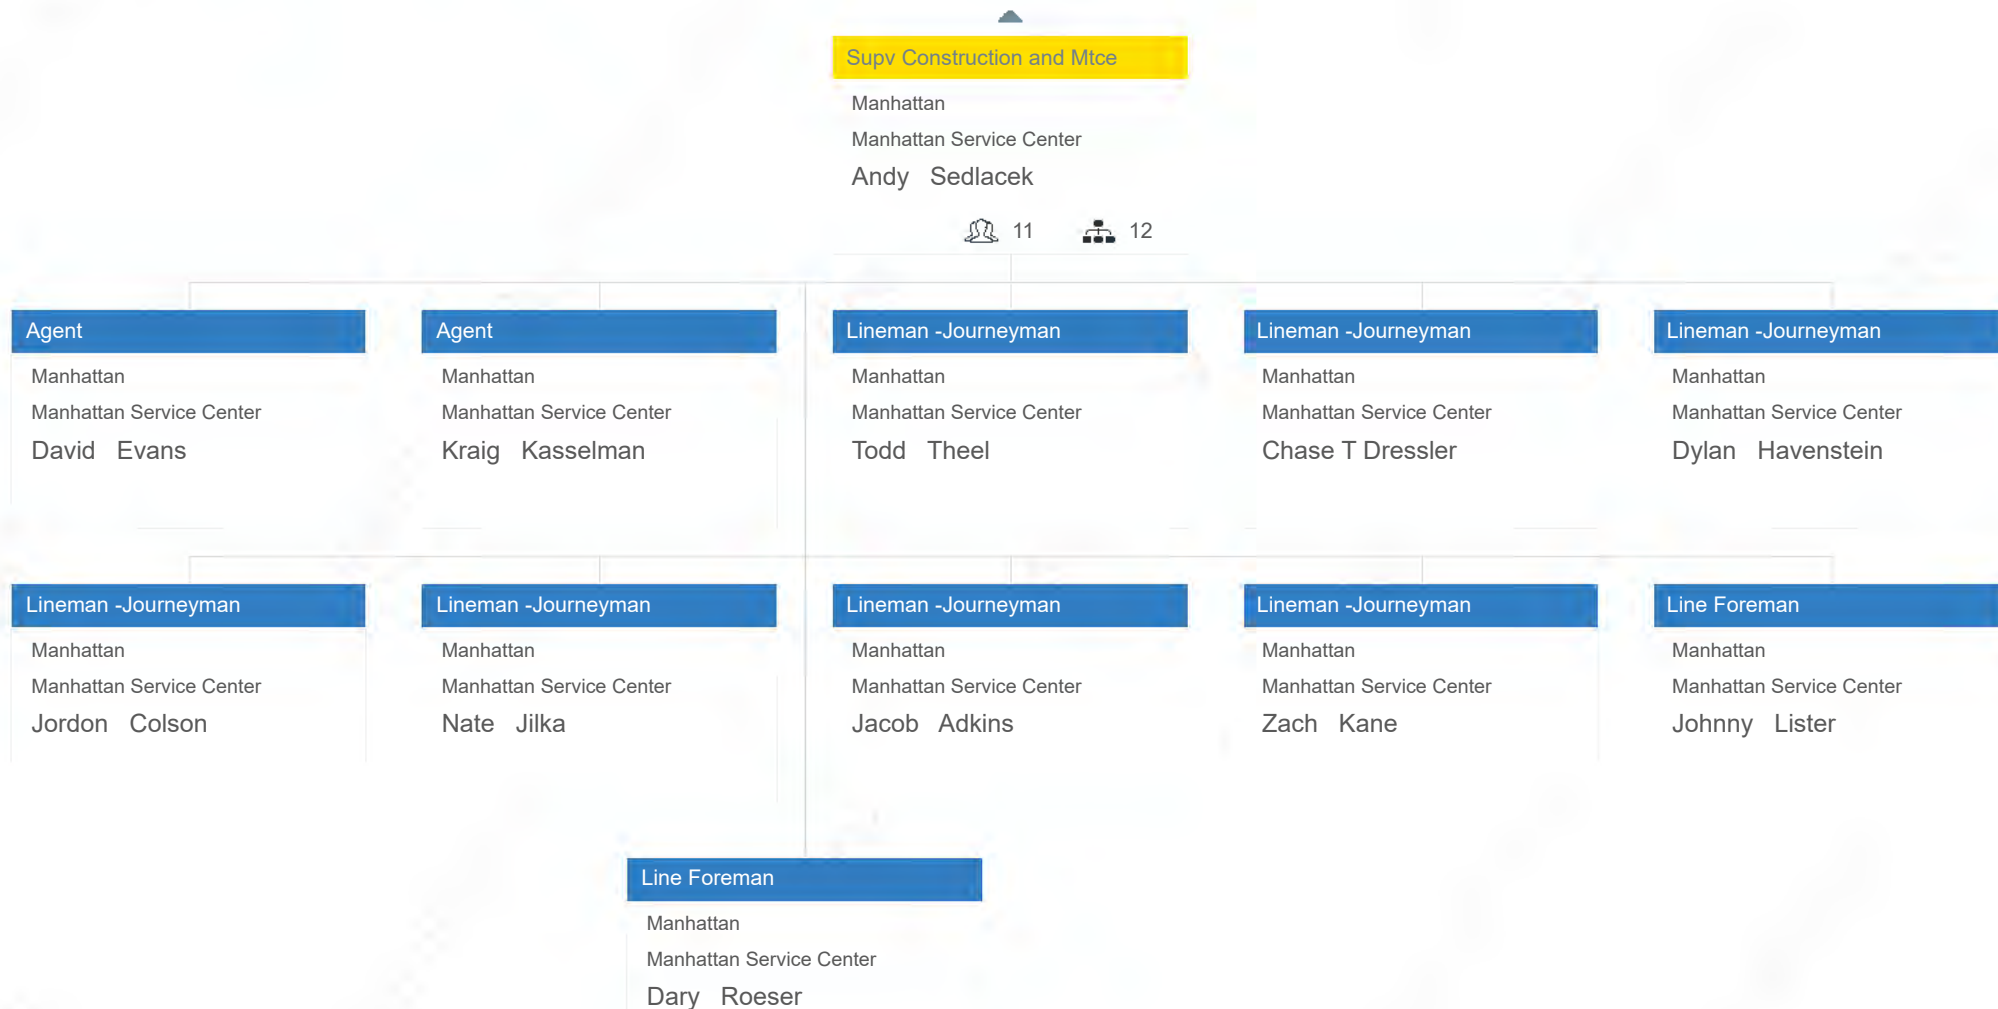 Supv Construction and Mtce
Manhattan
Manhattan Service Center
Andy Sedlacek
11 12
Agent
Manhattan
Manhattan Service Center
David Evans
Agent
Manhattan
Manhattan Service Center
Kraig Kasselman
Lineman -Journeyman
Manhattan
Manhattan Service Center
Todd Theel
Lineman -Journeyman
Manhattan
Manhattan Service Center
Chase T Dressler
Lineman -Journeyman
Manhattan
Manhattan Service Center
Dylan Havenstein
Lineman -Journeyman
Manhattan
Manhattan Service Center
Jordon Colson
Lineman -Journeyman
Manhattan
Manhattan Service Center
Nate Jilka
Lineman -Journeyman
Manhattan
Manhattan Service Center
Jacob Adkins
Lineman -Journeyman
Manhattan
Manhattan Service Center
Zach Kane
Line Foreman
Manhattan
Manhattan Service Center
Johnny Lister
Line Foreman
Manhattan
Manhattan Service Center
Dary Roeser